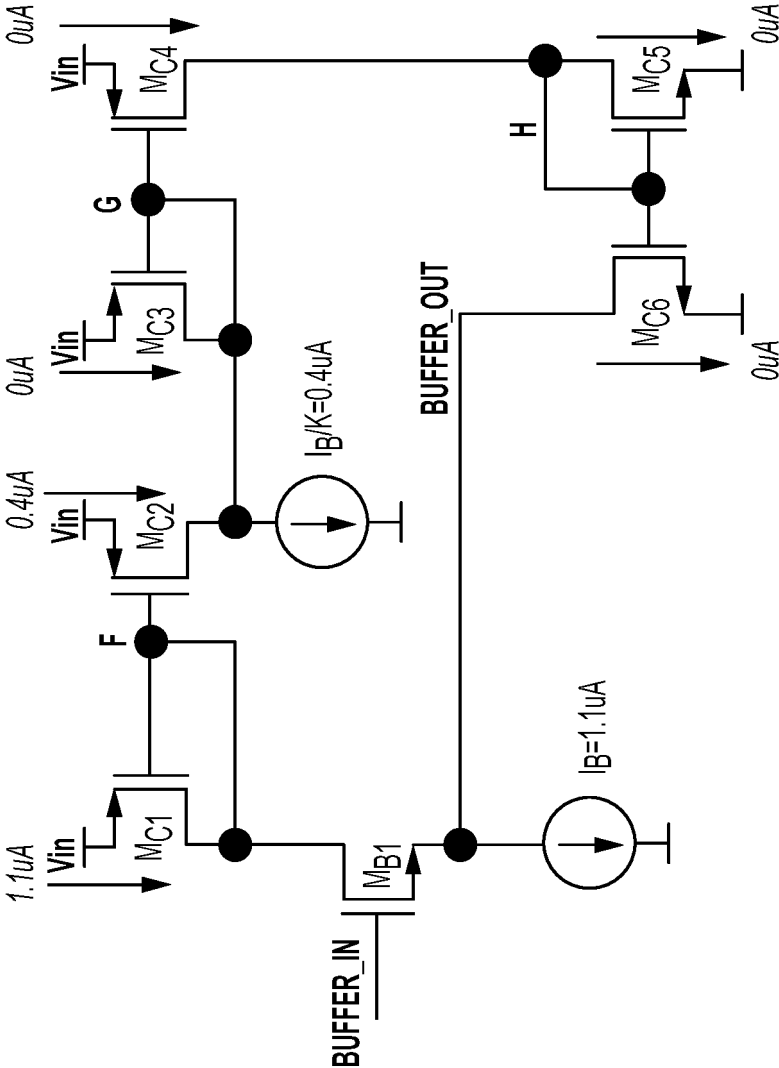 1.1uA
0.4uA
0uA
0uA
Vin
Vin
Vin
Vin
F
G
MC1
MC2
MC3
MC4
IB/K=0.4uA
BUFFER_IN
MB1
BUFFER_OUT
H
IB=1.1uA
MC6
MC5
0uA
0uA